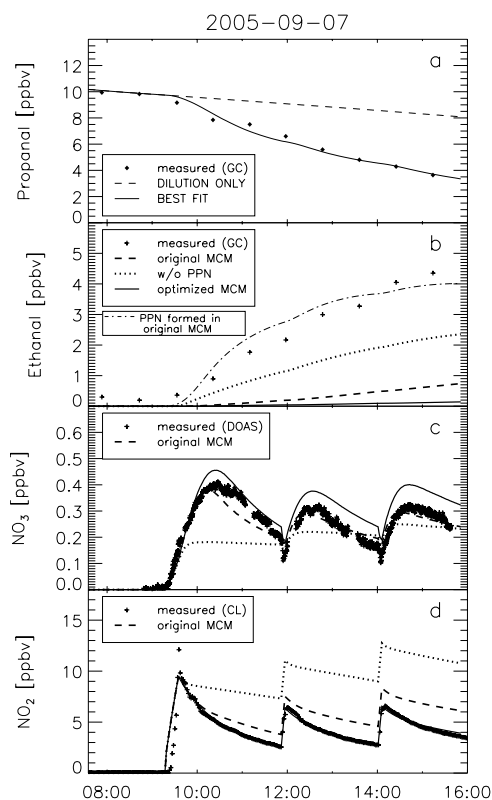 2005-09-07
a
Propanal [ppbv]
12
10
8
6
4
2
0
measured (GC)
DILUTION ONLY
BEST FIT
b
Ethanal [ppbv]
5
4
3
2
1
0
measured (GC)
original MCM
w/o PPN
optimized MCM
PPN formed in
original MCM
c
NO3 [ppbv]
0.6
0.5
0.4
0.3
0.2
0.1
0.0
measured (DOAS)
original MCM
d
NO2 [ppbv]
15
10
5
0
measured (CL)
original MCM
08:00 10:00 12:00 14:00 16:00